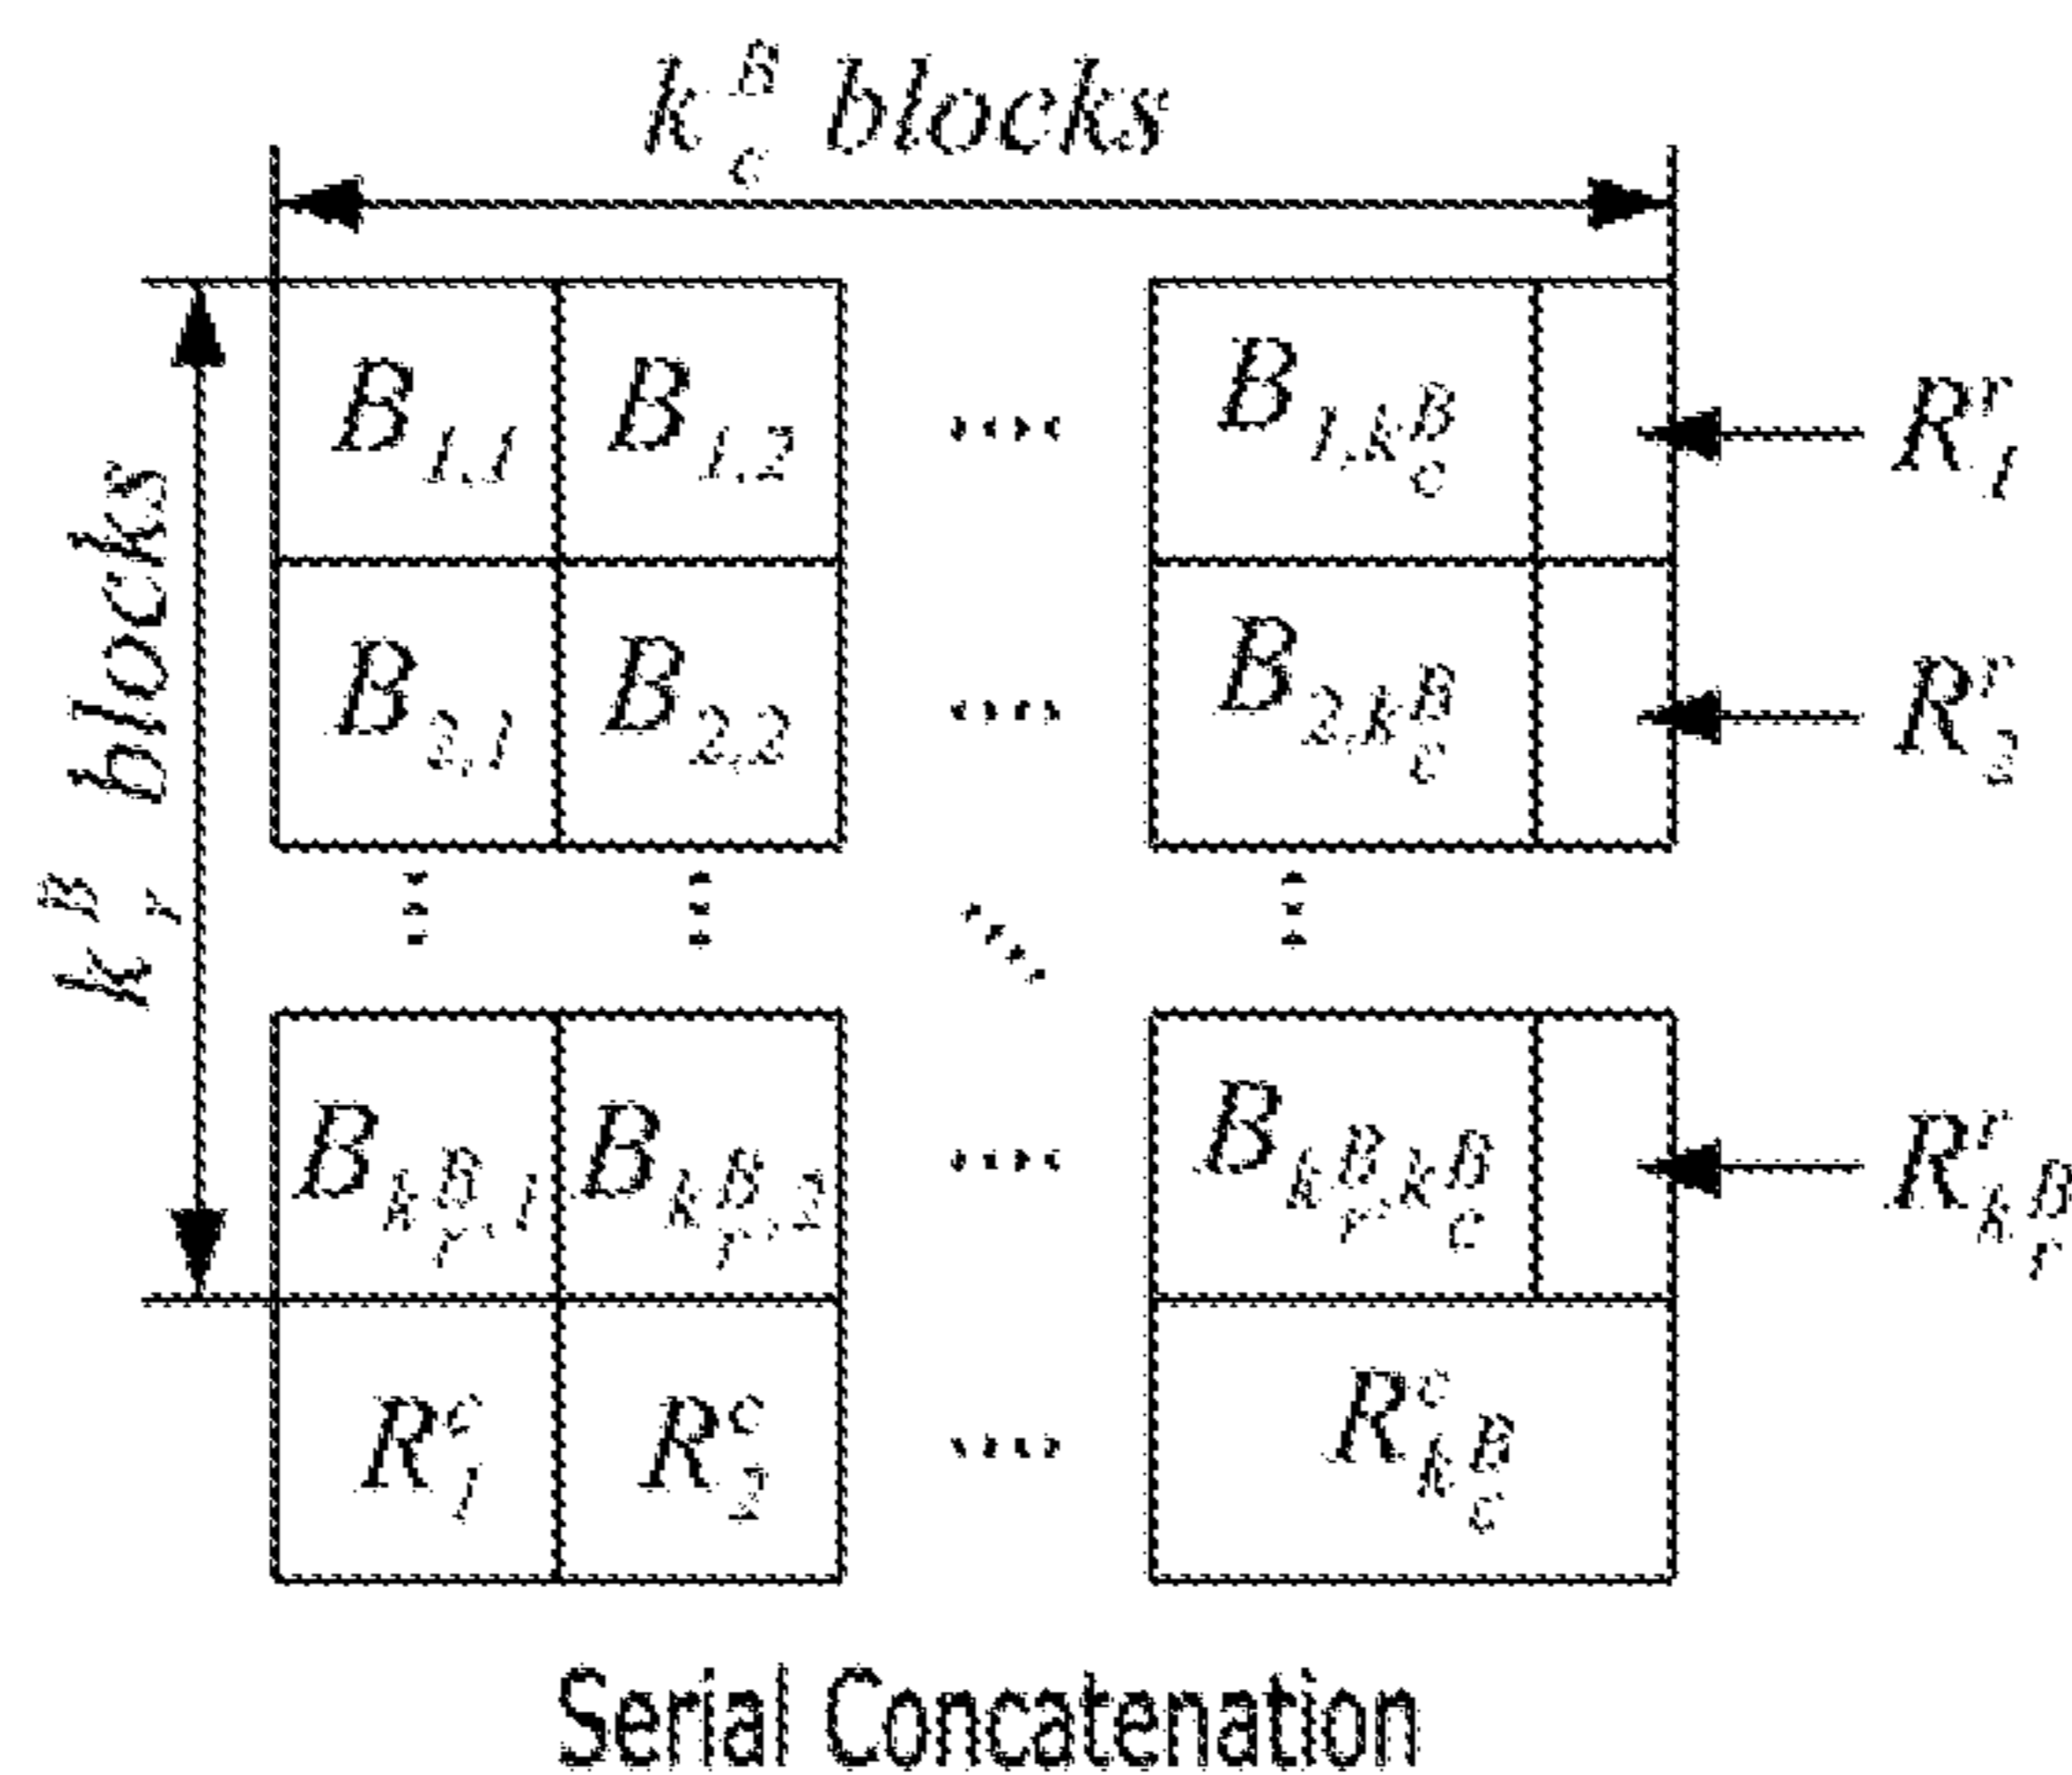 k_c^B blocks
k_r^B blocks
B_{1,1} B_{1,2} .... B_{1,k_c^B} R_1^r
B_{2,1} B_{2,2} .... B_{2,k_c^B} R_2^r
B_{k_r^B,1} B_{k_r^B,2} .... B_{k_r^B,k_c^B} R_{k_r^B}^r
R_1^c R_2^c .... R_{k_c^B}^c
Serial Concatenation